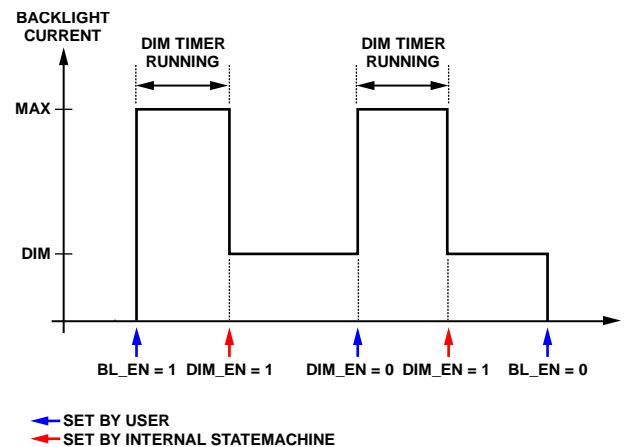 BACKLIGHT
CURRENT
DIM TIMER
RUNNING
DIM TIMER
RUNNING
MAX
DIM
BL_EN = 1
DIM_EN = 1
DIM_EN = 0
DIM_EN = 1
BL_EN = 0
SET BY USER
SET BY INTERNAL STATEMACHINE